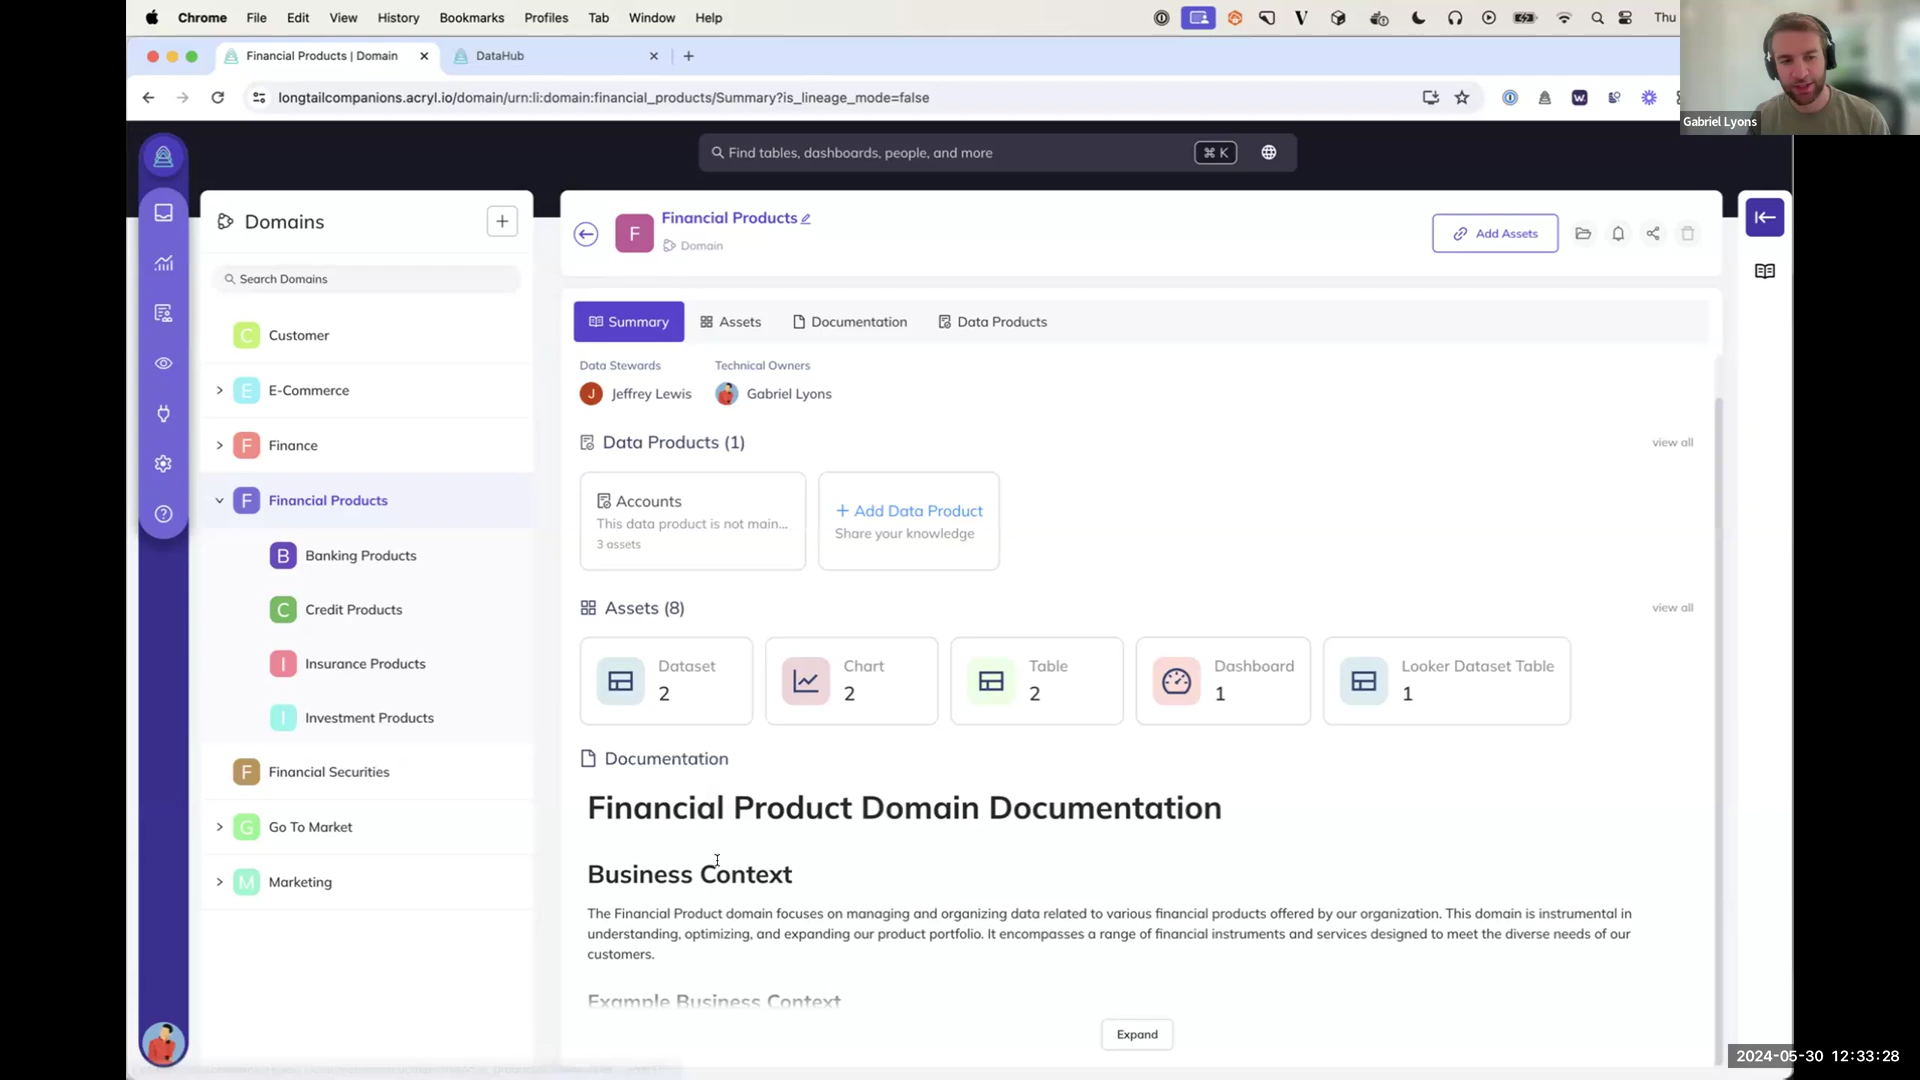 Chrome File Edit View History Bookmarks Profiles Tab Window Help
Thu
Financial Products | Domain
DataHub
longtailcompanions.acryl.io/domain/urn:li:domain:financial_products/Summary?is_lineage_mode=false
Gabriel Lyons
Find tables, dashboards, people, and more
⌘ K
Domains
Search Domains
C Customer
E E-Commerce
F Finance
F Financial Products
B Banking Products
C Credit Products
I Insurance Products
I Investment Products
F Financial Securities
G Go To Market
M Marketing
F
Financial Products
Domain
Add Assets
Summary Assets Documentation Data Products
Data Stewards Technical Owners
J Jeffrey Lewis Gabriel Lyons
Data Products (1) view all
Accounts
This data product is not main...
3 assets
+ Add Data Product
Share your knowledge
Assets (8) view all
Dataset
2
Chart
2
Table
2
Dashboard
1
Looker Dataset Table
1
Documentation
Financial Product Domain Documentation
Business Context
The Financial Product domain focuses on managing and organizing data related to various financial products offered by our organization. This domain is instrumental in
understanding, optimizing, and expanding our product portfolio. It encompasses a range of financial instruments and services designed to meet the diverse needs of our
customers.
Example Business Context
Expand
2024-05-30 12:33:28